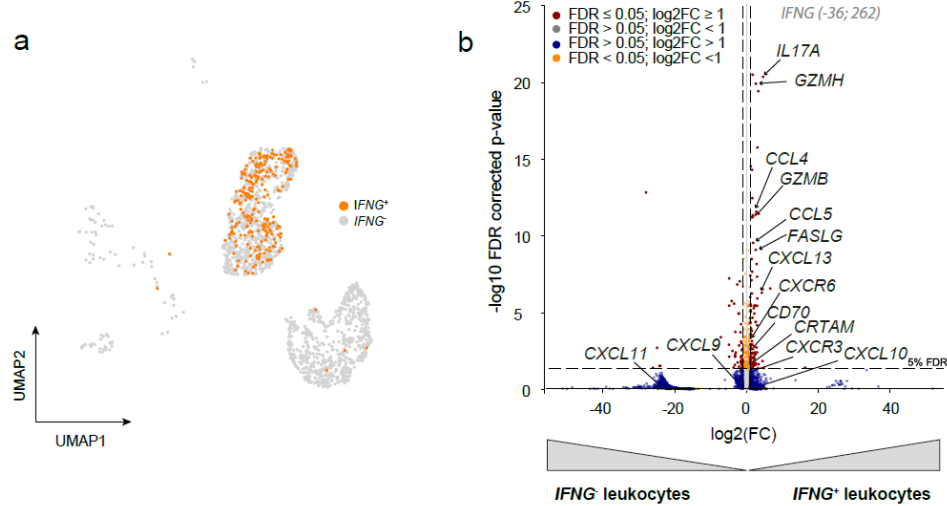 a
IFNG⁺
IFNG⁻
UMAP2
UMAP1
b
FDR ≤ 0.05; log2FC ≥ 1
FDR > 0.05; log2FC < 1
FDR > 0.05; log2FC > 1
FDR < 0.05; log2FC <1
IFNG (-36; 262)
25
20
15
10
5
0
-log10 FDR corrected p-value
IL17A
GZMH
CCL4
GZMB
CCL5
FASLG
CXCL13
CXCR6
CD70
CRTAM
CXCR3
CXCL10
CXCL9
CXCL11
5% FDR
-40
-20
0
20
40
log2(FC)
IFNG⁻ leukocytes
IFNG⁺ leukocytes